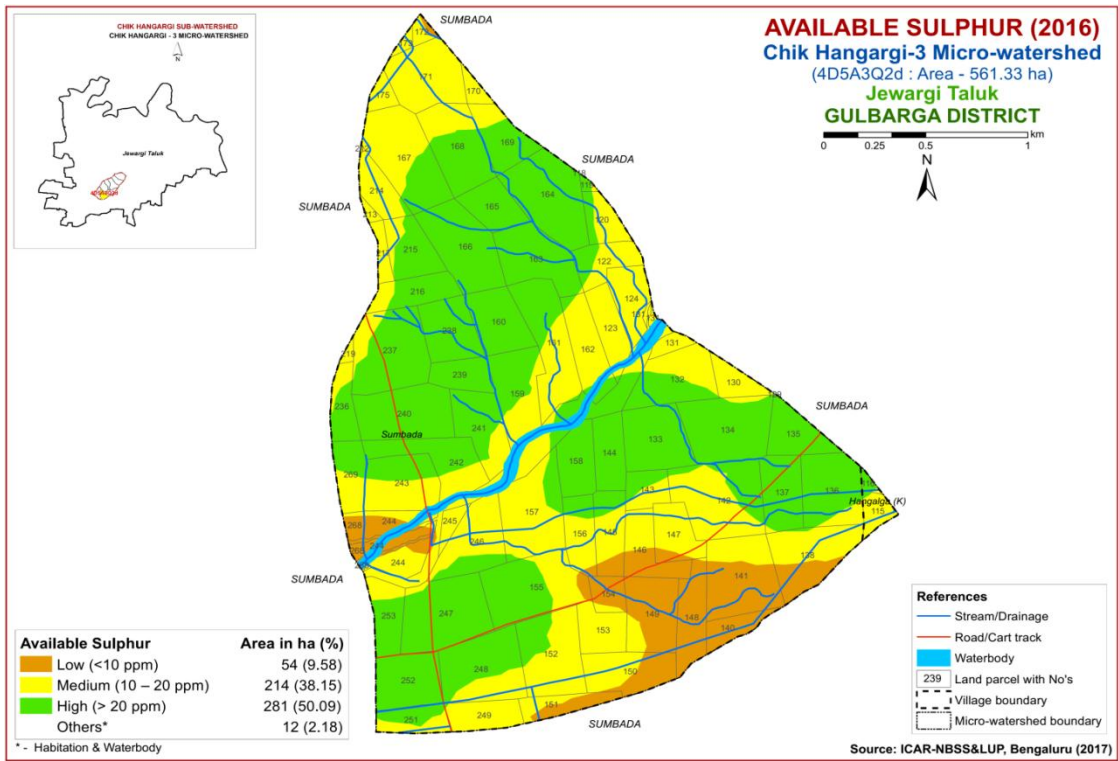 CHIK HANGARGI SUB-WATERSHED
CHIK HANGARGI - 3 MICRO-WATERSHED
N
Jewargi Taluk
AVAILABLE SULPHUR (2016)
Chik Hangargi-3 Micro-watershed
(4D5A3Q2d : Area - 561.33 ha)
Jewargi Taluk
GULBARGA DISTRICT
km
0 0.25 0.5 1
N
SUMBADA
171
170
175
167
168
169
SUMBADA
164
214
SUMBADA
213
165
120
215
166
163
122
216
124
238
160
123
219
237
161
162
131
239
132
130
159
236
240
SUMBADA
241
134
135
Sumbada
133
158
144
242
269
243
137
136
143
142
Hangalga (K)
115
268
244
245
157
246
156
145
147
146
138
244
SUMBADA
155
141
154
253
247
149
148
140
153
152
248
150
252
151
249
251
SUMBADA
Available Sulphur Area in ha (%)
Low (<10 ppm) 54 (9.58)
Medium (10 – 20 ppm) 214 (38.15)
High (> 20 ppm) 281 (50.09)
Others* 12 (2.18)
* - Habitation & Waterbody
References
Stream/Drainage
Road/Cart track
Waterbody
239 Land parcel with No's
Village boundary
Micro-watershed boundary
Source: ICAR-NBSS&LUP, Bengaluru (2017)